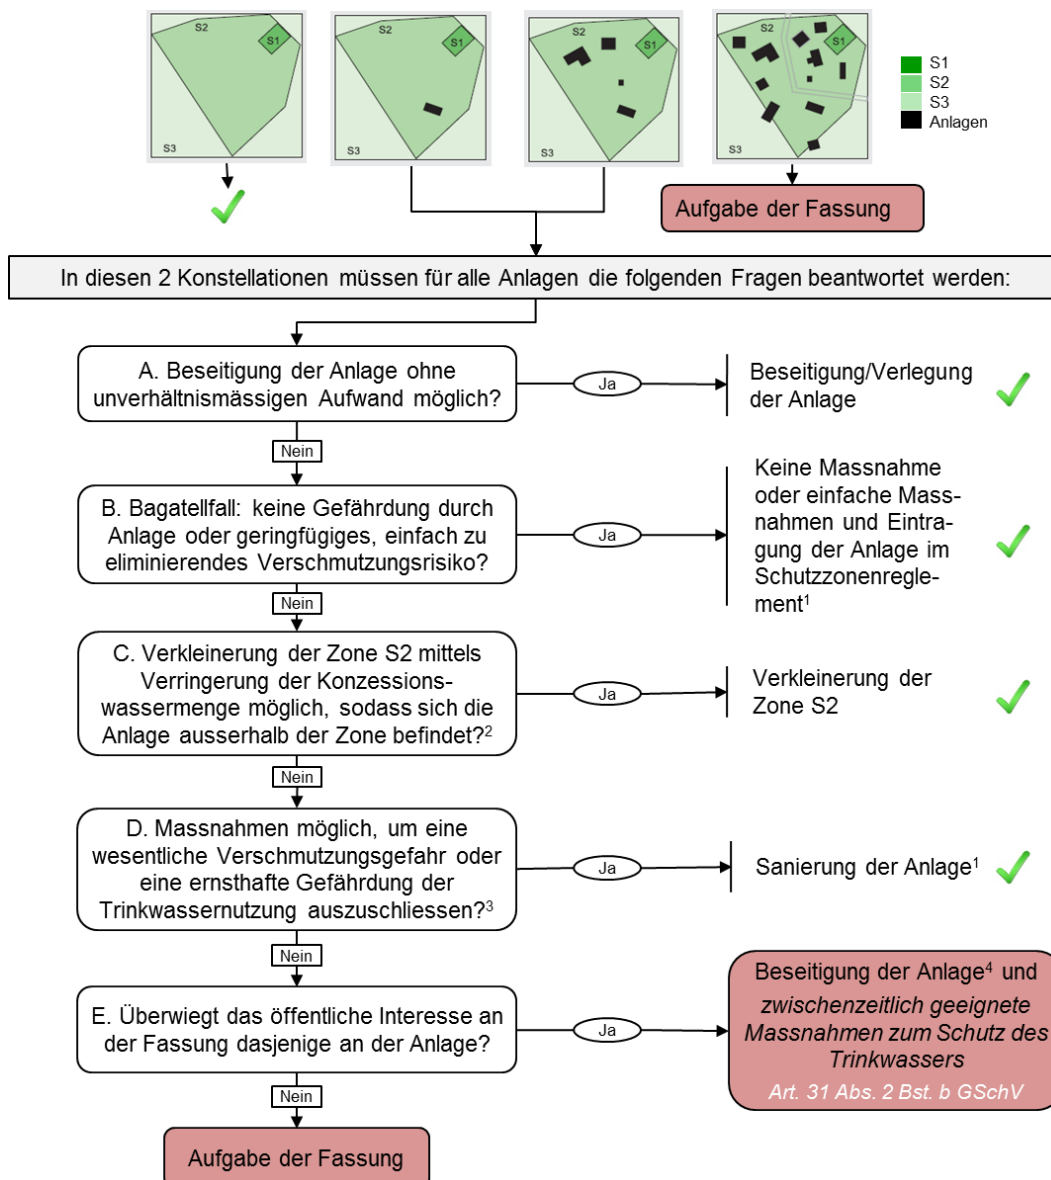 S2
S1
S3
S2
S1
S3
S2
S1
S3
S2
S1
S3
S1
S2
S3
Anlagen
Aufgabe der Fassung
In diesen 2 Konstellationen müssen für alle Anlagen die folgenden Fragen beantwortet werden:
A. Beseitigung der Anlage ohne
unverhältnismässigen Aufwand möglich?
Ja
Beseitigung/Verlegung
der Anlage
Nein
B. Bagatellfall: keine Gefährdung durch
Anlage oder geringfügiges, einfach zu
eliminierendes Verschmutzungsrisiko?
Ja
Keine Massnahme
oder einfache Mass-
nahmen und Eintra-
gung der Anlage im
Schutzzonenregle-
ment¹
Nein
C. Verkleinerung der Zone S2 mittels
Verringerung der Konzessions-
wassermenge möglich, sodass sich die
Anlage ausserhalb der Zone befindet?²
Ja
Verkleinerung der
Zone S2
Nein
D. Massnahmen möglich, um eine
wesentliche Verschmutzungsgefahr oder
eine ernsthafte Gefährdung der
Trinkwassernutzung auszuschliessen?³
Ja
Sanierung der Anlage¹
Nein
E. Überwiegt das öffentliche Interesse an
der Fassung dasjenige an der Anlage?
Ja
Beseitigung der Anlage⁴ und
zwischenzeitlich geeignete
Massnahmen zum Schutz des
Trinkwassers
Art. 31 Abs. 2 Bst. b GSchV
Nein
Aufgabe der Fassung